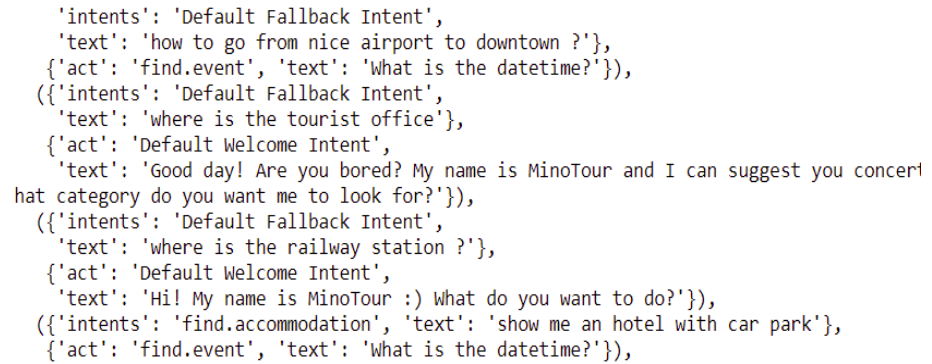 'intents': 'Default Fallback Intent',
'text': 'how to go from nice airport to downtown ?'},
{'act': 'find.event', 'text': 'What is the datetime?'}),
({'intents': 'Default Fallback Intent',
'text': 'where is the tourist office'},
{'act': 'Default Welcome Intent',
'text': 'Good day! Are you bored? My name is MinoTour and I can suggest you concert
hat category do you want me to look for?'}),
({'intents': 'Default Fallback Intent',
'text': 'where is the railway station ?'},
{'act': 'Default Welcome Intent',
'text': 'Hi! My name is MinoTour :) What do you want to do?'}),
({'intents': 'find.accommodation', 'text': 'show me an hotel with car park'},
{'act': 'find.event', 'text': 'What is the datetime?'}),